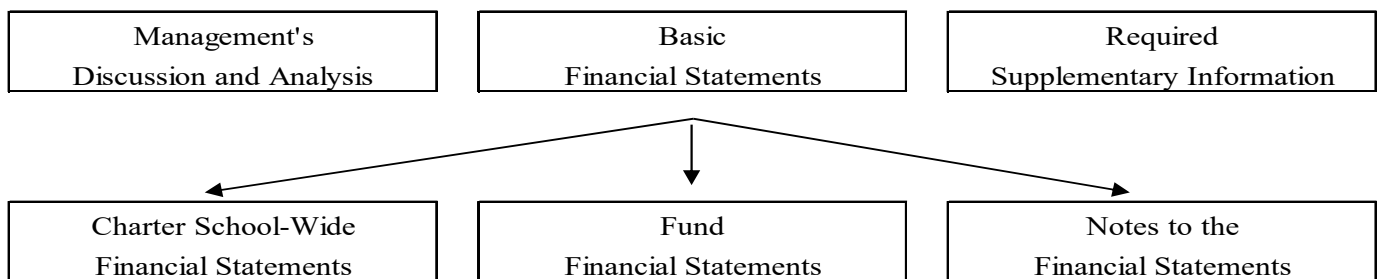 Management's
Discussion and Analysis
Basic
Financial Statements
Required
Supplementary Information
Charter School-Wide
Financial Statements
Fund
Financial Statements
Notes to the
Financial Statements